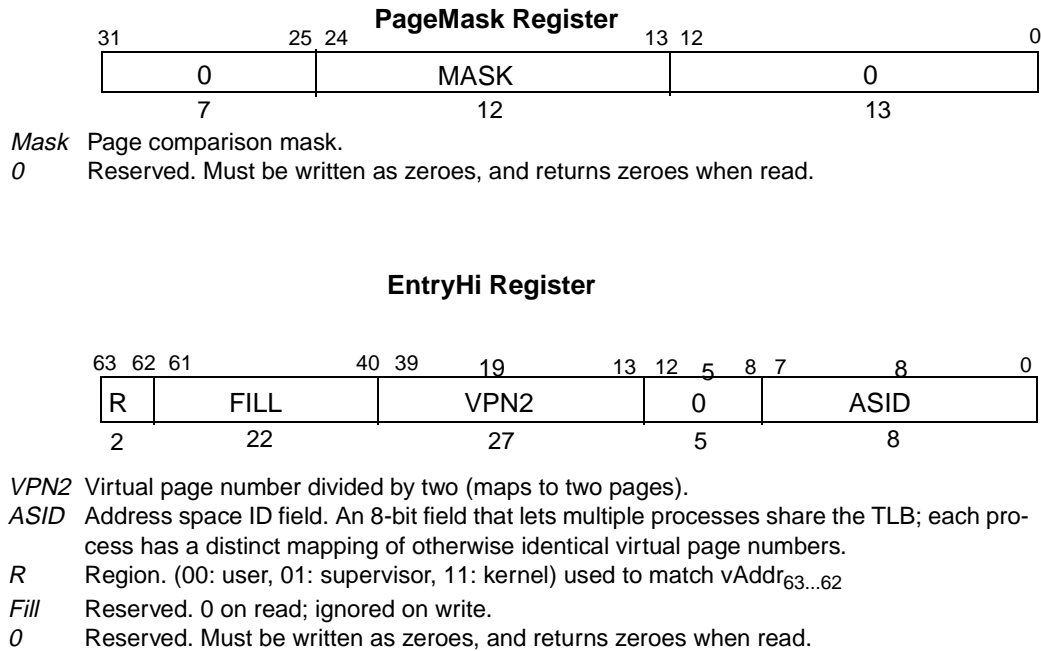 PageMask Register
31 25 24 13 12 0
0 MASK 0
7 12 13
Mask Page comparison mask.
0 Reserved. Must be written as zeroes, and returns zeroes when read.
EntryHi Register
63 62 61 40 39 19 13 12 5 8 7 8 0
R FILL VPN2 0 ASID
2 22 27 5 8
VPN2 Virtual page number divided by two (maps to two pages).
ASID Address space ID field. An 8-bit field that lets multiple processes share the TLB; each pro-
cess has a distinct mapping of otherwise identical virtual page numbers.
R Region. (00: user, 01: supervisor, 11: kernel) used to match vAddr63...62
Fill Reserved. 0 on read; ignored on write.
0 Reserved. Must be written as zeroes, and returns zeroes when read.